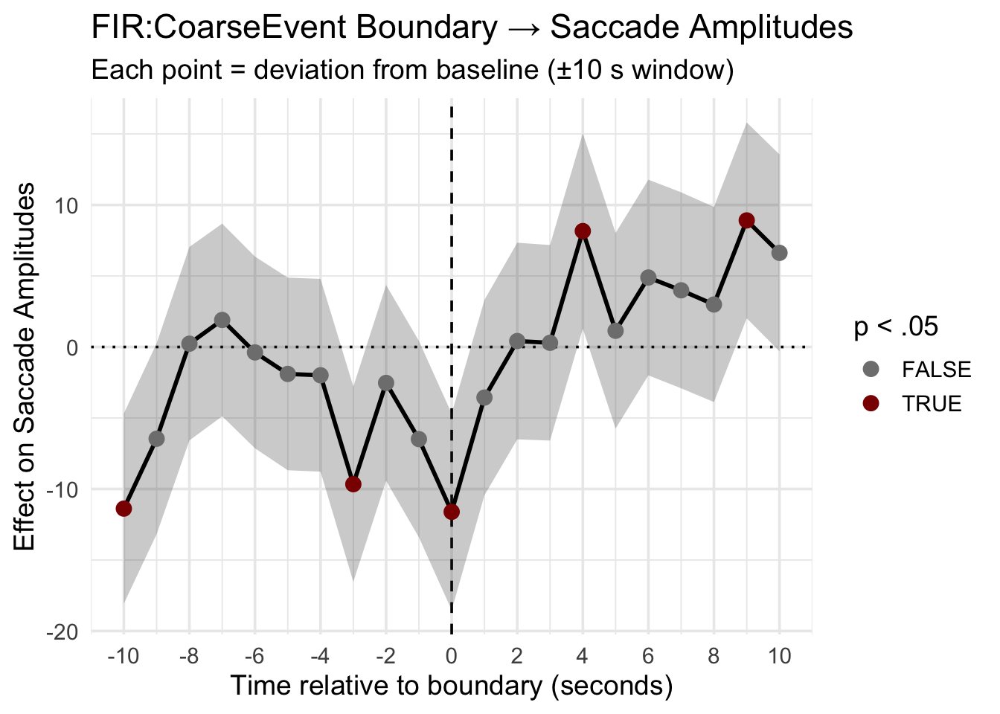 FIR:CoarseEvent Boundary → Saccade Amplitudes
Each point = deviation from baseline (±10 s window)
Effect on Saccade Amplitudes
10
0
-10
-20
-10 -8 -6 -4 -2 0 2 4 6 8 10
Time relative to boundary (seconds)
p < .05
FALSE
TRUE